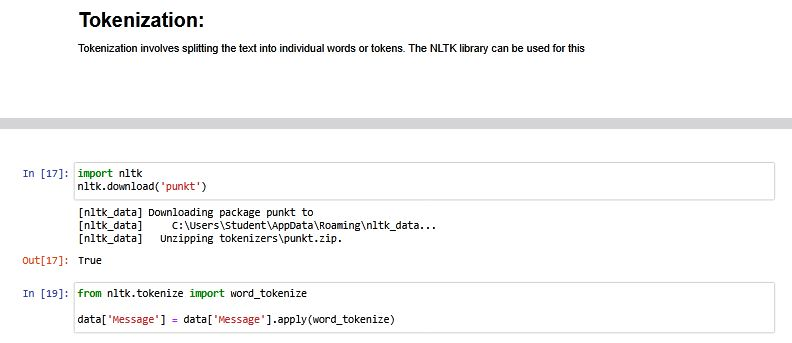 Tokenization:
Tokenization involves splitting the text into individual words or tokens. The NLTK library can be used for this
In [17]: import nltk
nltk.download('punkt')
[nltk_data] Downloading package punkt to
[nltk_data]     C:\Users\Student\AppData\Roaming\nltk_data...
[nltk_data]   Unzipping tokenizers\punkt.zip.
Out[17]: True
In [19]: from nltk.tokenize import word_tokenize
data['Message'] = data['Message'].apply(word_tokenize)